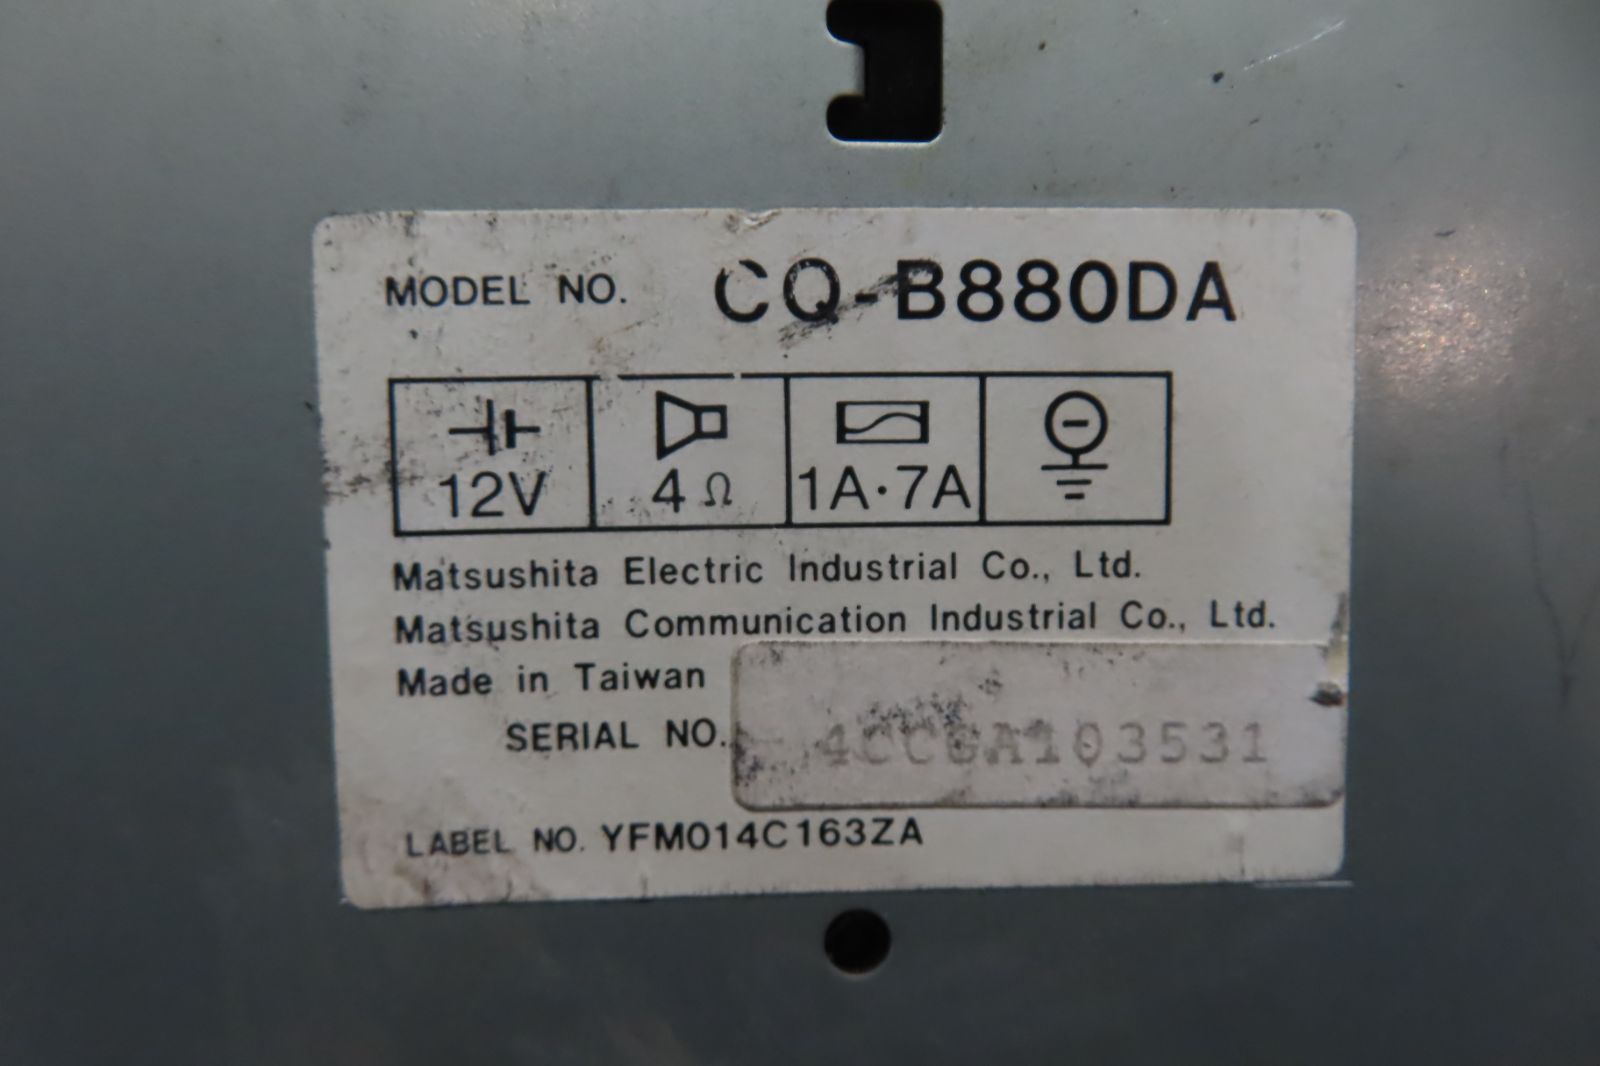 MODEL NO. CQ-B880DA
12V 4Ω 1A·7A
Matsushita Electric Industrial Co., Ltd.
Matsushita Communication Industrial Co., Ltd.
Made in Taiwan
SERIAL NO.
LABEL NO. YFM014C163ZA